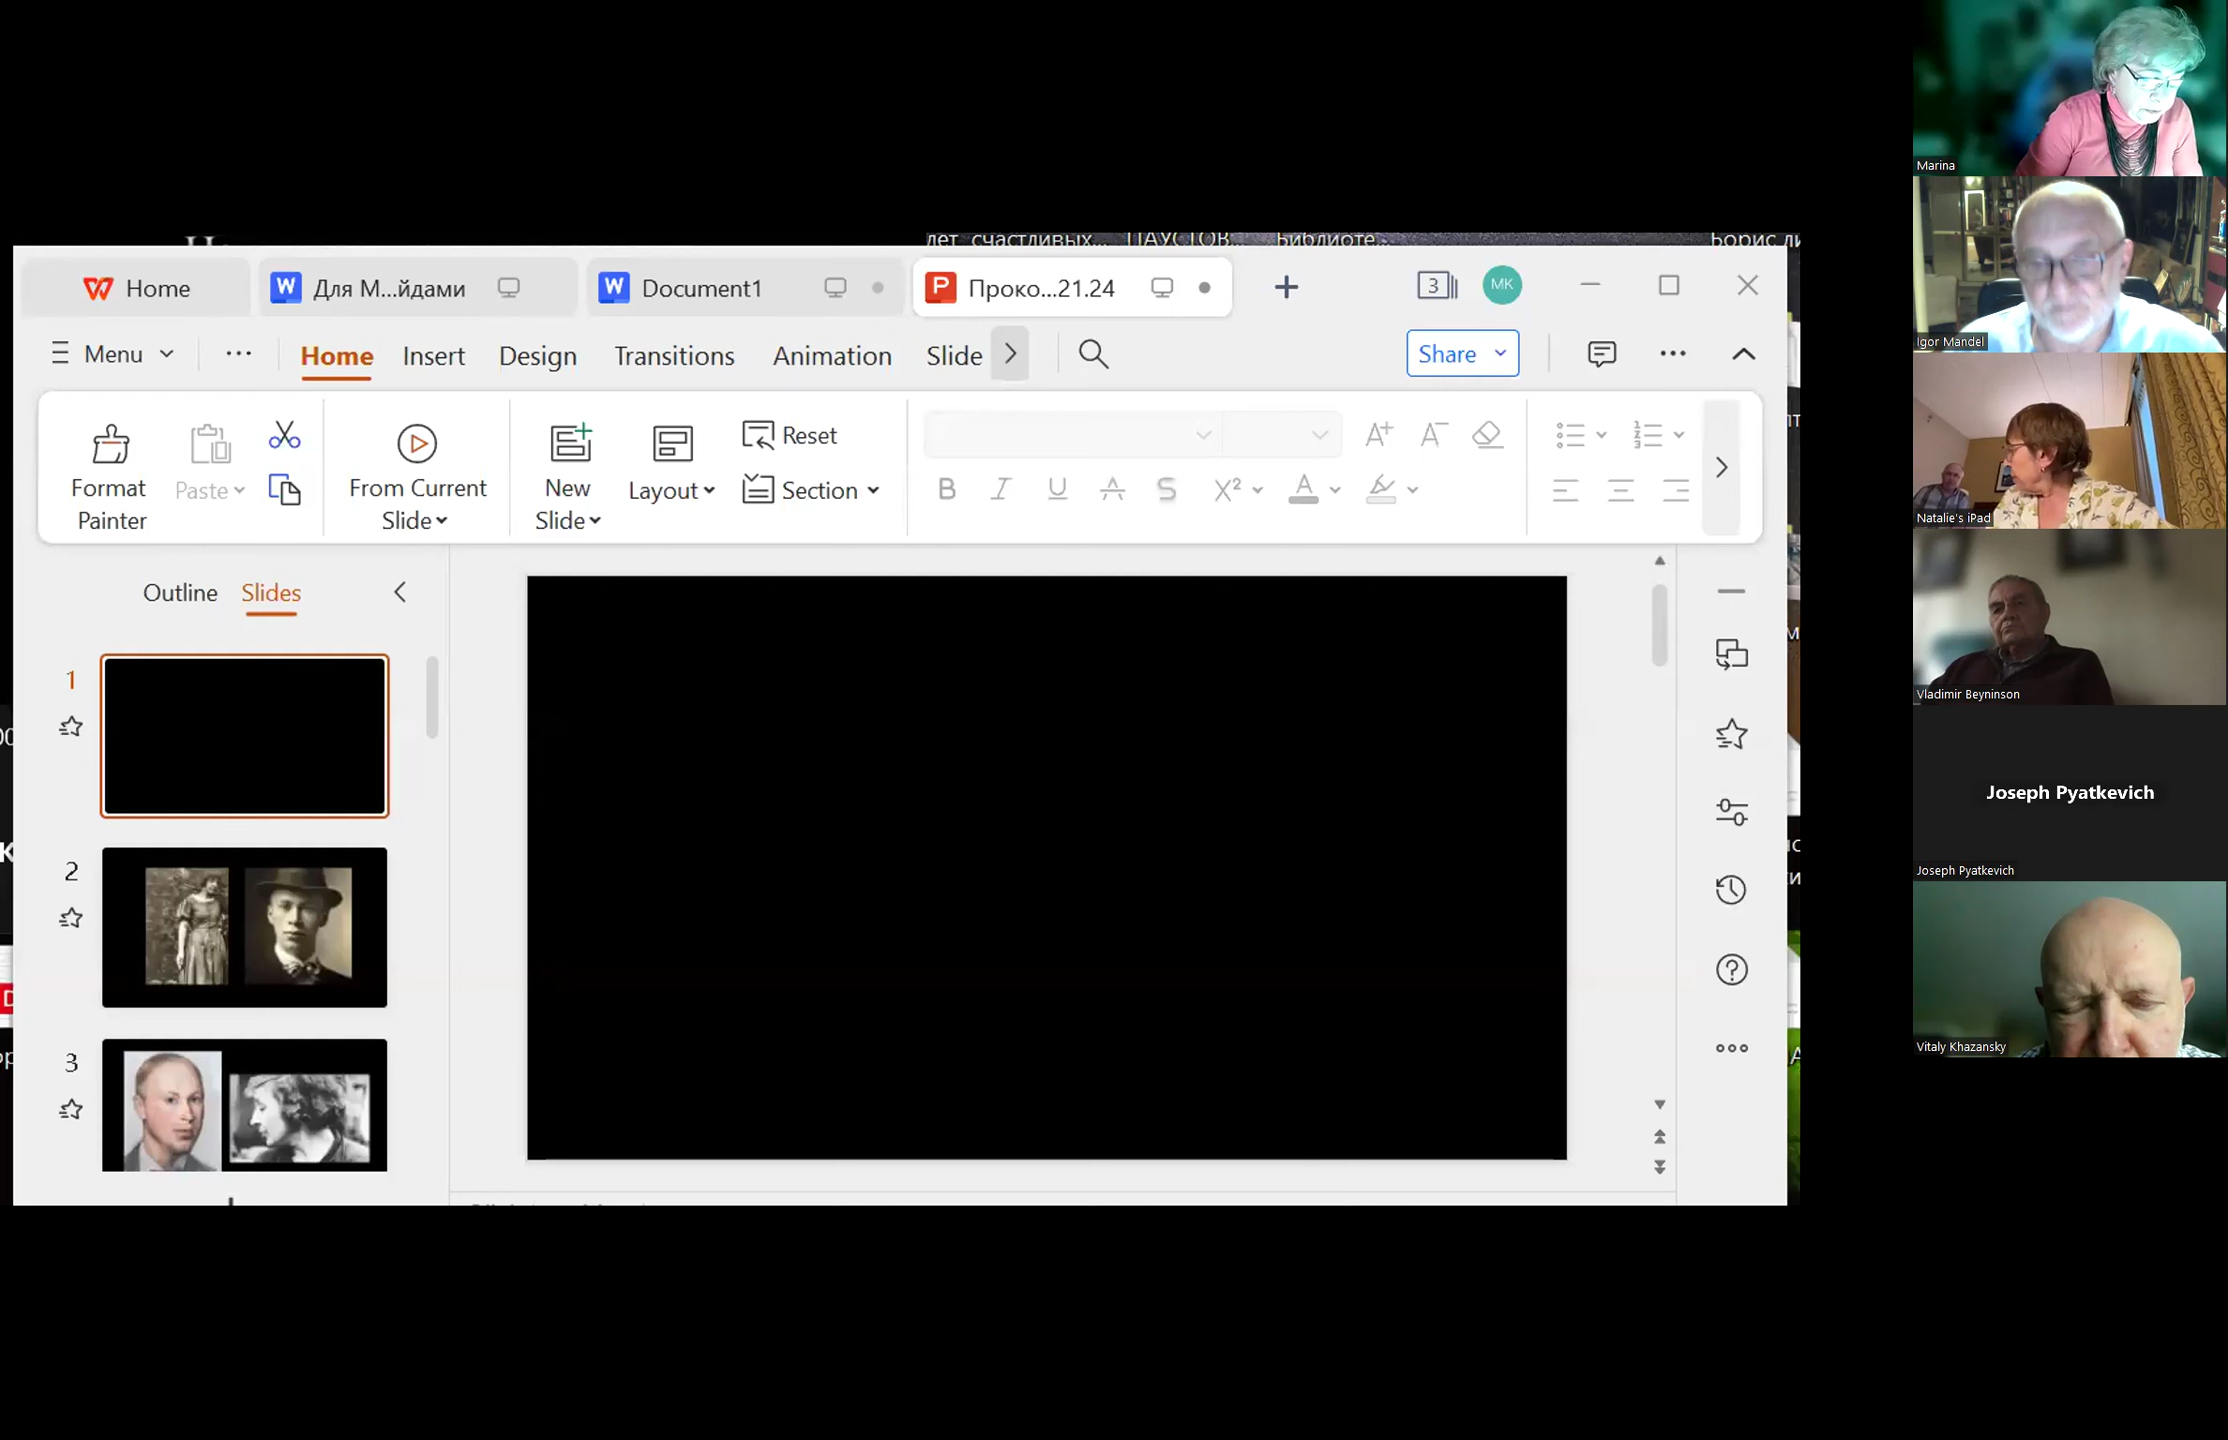 лет счастливых... ПАУСТОВ... Библиоте...
Home
Для М...йдами
Document1
Проко...21.24
3
MK
Menu
Home
Insert
Design
Transitions
Animation
Slide
Share
Format Painter
Paste
From Current Slide
New Slide
Layout
Reset
Section
B I U A S X² A
Outline
Slides
1
2
3
Marina
Igor Mandel
Natalie's iPad
Vladimir Beyninson
Joseph Pyatkevich
Joseph Pyatkevich
Vitaly Khazansky